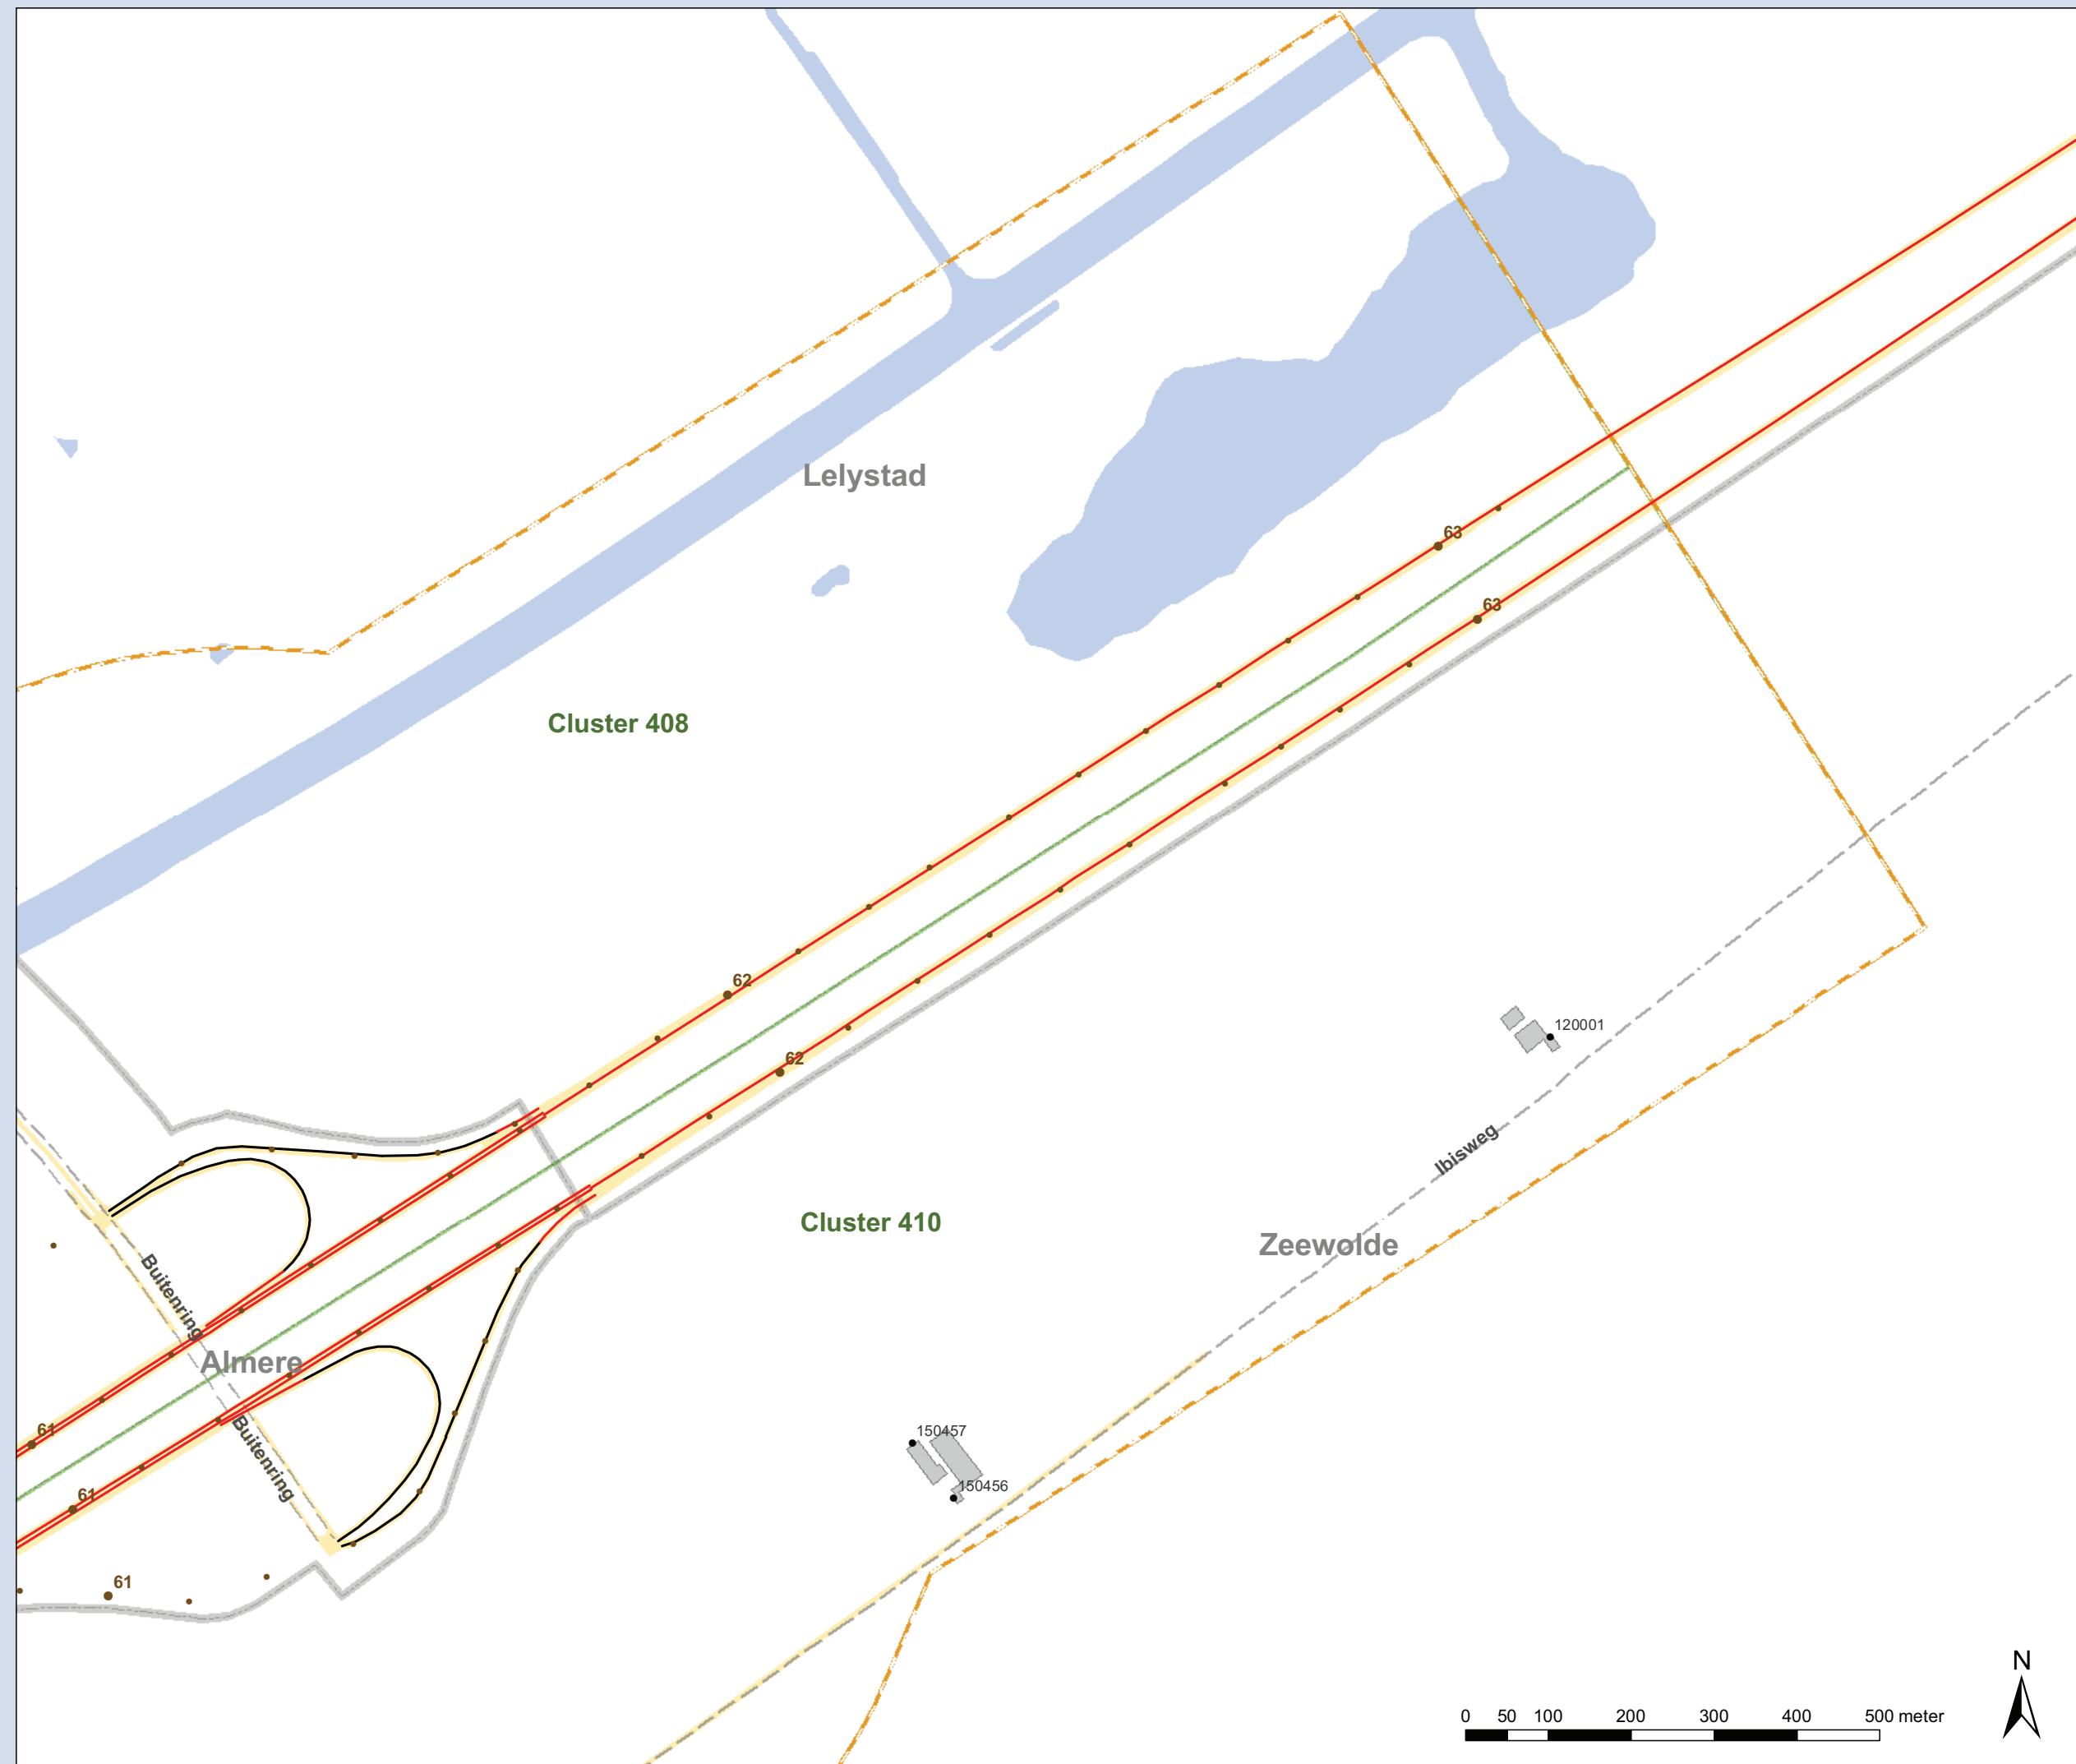 Lelystad
63
63
Cluster 408
62
62
120001
Ibisweg
Cluster 410
Zeewolde
Buitenring
Almere
Buitenring
61
150457
150456
61
61
N
0 50 100 200 300 400 500 meter